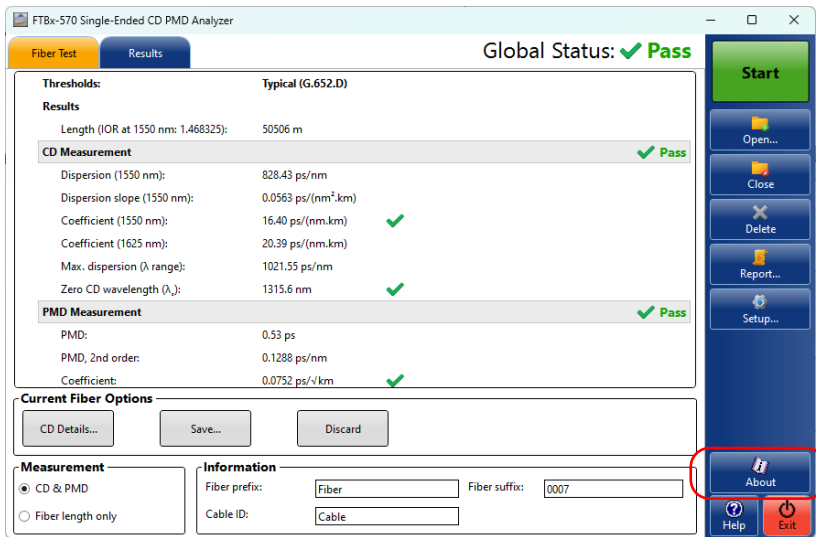 FTBx-570 Single-Ended CD PMD Analyzer
Fiber Test
Results
Global Status: Pass
Thresholds: Typical (G.652.D)
Results
Length (IOR at 1550 nm: 1.468325): 50506 m
CD Measurement Pass
Dispersion (1550 nm): 828.43 ps/nm
Dispersion slope (1550 nm): 0.0563 ps/(nm².km)
Coefficient (1550 nm): 16.40 ps/(nm.km)
Coefficient (1625 nm): 20.39 ps/(nm.km)
Max. dispersion (λ range): 1021.55 ps/nm
Zero CD wavelength (λ₀): 1315.6 nm
PMD Measurement Pass
PMD: 0.53 ps
PMD, 2nd order: 0.1288 ps/nm
Coefficient: 0.0752 ps/√km
Current Fiber Options
CD Details...
Save...
Discard
Measurement
CD & PMD
Fiber length only
Information
Fiber prefix: Fiber
Fiber suffix: 0007
Cable ID: Cable
Start
Open...
Close
Delete
Report...
Setup...
About
Help
Exit